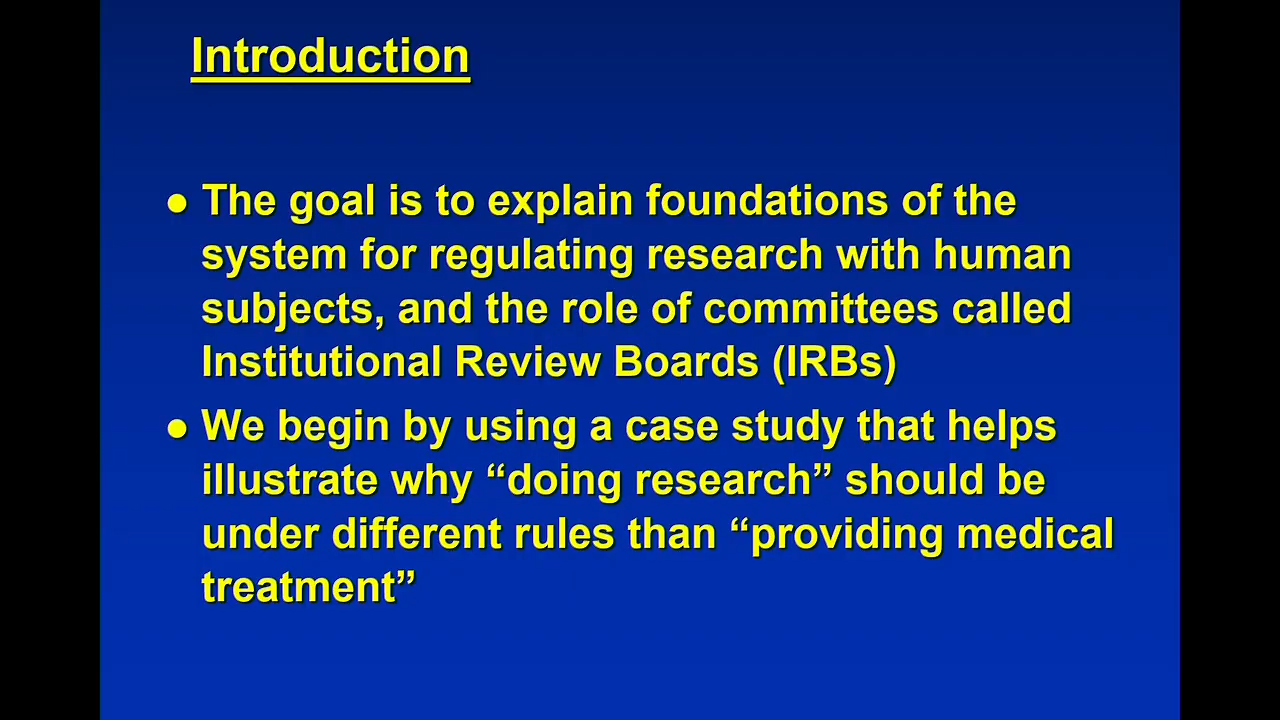 Introduction
● The goal is to explain foundations of the
system for regulating research with human
subjects, and the role of committees called
Institutional Review Boards (IRBs)
● We begin by using a case study that helps
illustrate why “doing research” should be
under different rules than “providing medical
treatment”